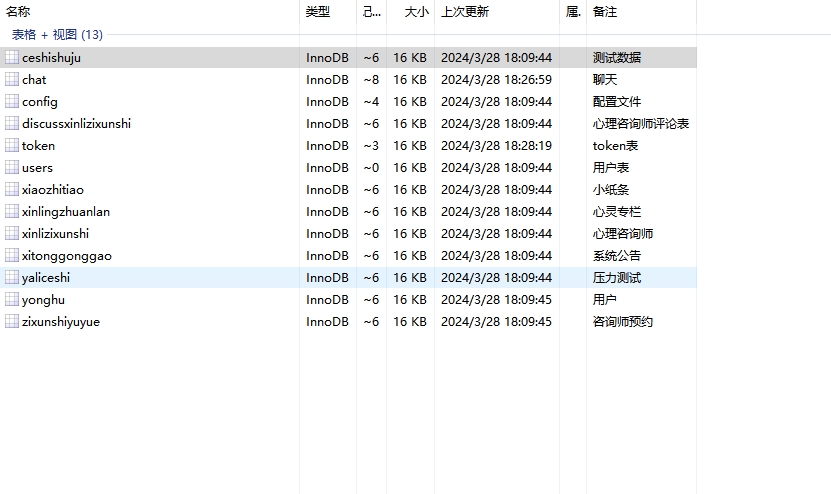 名称 类型 己... 大小 上次更新 属. 备注
表格 + 视图 (13)
ceshishuju InnoDB ~6 16 KB 2024/3/28 18:09:44 测试数据
chat InnoDB ~8 16 KB 2024/3/28 18:26:59 聊天
config InnoDB ~4 16 KB 2024/3/28 18:09:44 配置文件
discussxinlizixunshi InnoDB ~6 16 KB 2024/3/28 18:09:44 心理咨询师评论表
token InnoDB ~3 16 KB 2024/3/28 18:28:19 token表
users InnoDB ~0 16 KB 2024/3/28 18:09:44 用户表
xiaozhitiao InnoDB ~6 16 KB 2024/3/28 18:09:44 小纸条
xinlingzhuanlan InnoDB ~6 16 KB 2024/3/28 18:09:44 心灵专栏
xinlizixunshi InnoDB ~6 16 KB 2024/3/28 18:09:44 心理咨询师
xitonggonggao InnoDB ~6 16 KB 2024/3/28 18:09:44 系统公告
yaliceshi InnoDB ~6 16 KB 2024/3/28 18:09:44 压力测试
yonghu InnoDB ~6 16 KB 2024/3/28 18:09:45 用户
zixunshiyuyue InnoDB ~6 16 KB 2024/3/28 18:09:45 咨询师预约